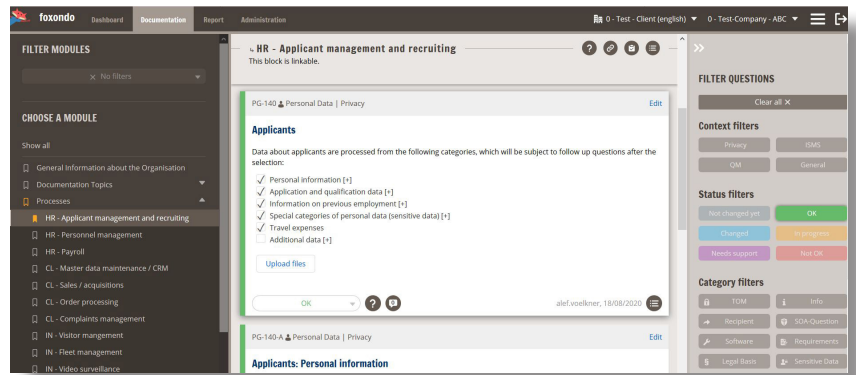 foxondo
Dashboard
Documentation
Report
Administration
0 - Test - Client (english)
0 - Test-Company - ABC
FILTER MODULES
× No filters
CHOOSE A MODULE
Show all
General Information about the Organisation
Documentation Topics
Processes
HR - Applicant management and recruiting
HR - Personnel management
HR - Payroll
CL - Master data maintenance / CRM
CL - Sales / acquisitions
CL - Order processing
CL - Complaints management
IN - Visitor mangement
IN - Fleet management
IN - Video surveillance
HR - Applicant management and recruiting
This block is linkable.
PG-140 Personal Data | Privacy
Edit
Applicants
Data about applicants are processed from the following categories, which will be subject to follow up questions after the
selection:
Personal information [+]
Application and qualification data [+]
Information on previous employment [+]
Special categories of personal data (sensitive data) [+]
Travel expenses
Additional data [+]
Upload files
OK
alef.voelkner, 18/08/2020
PG-140-A Personal Data | Privacy
Edit
Applicants: Personal information
FILTER QUESTIONS
Clear all ×
Context filters
Privacy
ISMS
QM
General
Status filters
Not changed yet
OK
Changed
In progress
Needs support
Not OK
Category filters
TOM
Info
Recipient
SOA-Question
Software
Requirements
Legal Basis
Sensitive Data